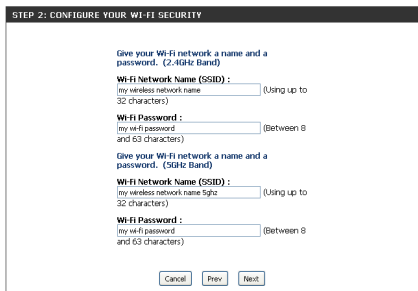 STEP 2: CONFIGURE YOUR WI-FI SECURITY
Give your Wi-Fi network a name and a
password. (2.4GHz Band)
Wi-Fi Network Name (SSID) :
my wireless network name (Using up to
32 characters)
Wi-Fi Password :
my wi-fi password (Between 8
and 63 characters)
Give your Wi-Fi network a name and a
password. (5GHz Band)
Wi-Fi Network Name (SSID) :
my wireless network name 5ghz (Using up to
32 characters)
Wi-Fi Password :
my wi-fi password (Between 8
and 63 characters)
Cancel Prev Next